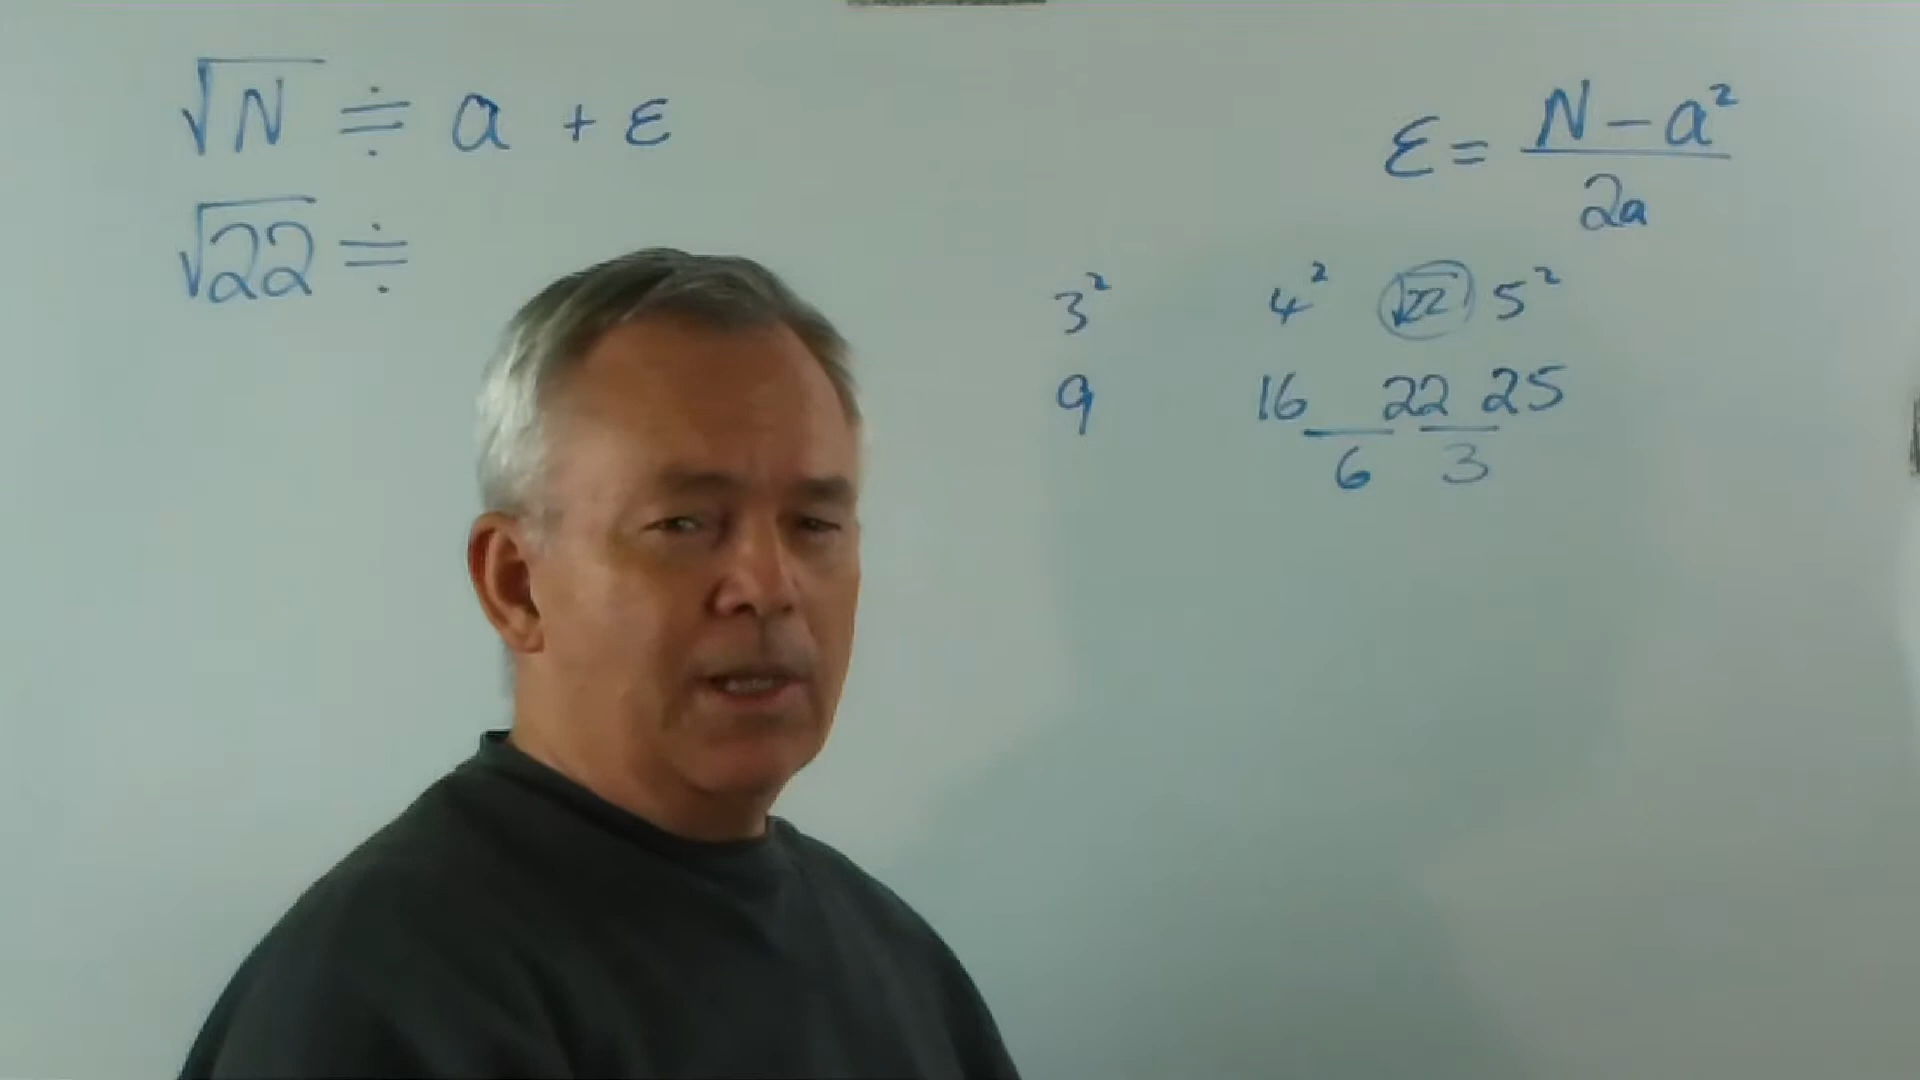 √N ≑ a + ε
ε = (N − a²) / 2a
√22 ≑
3² 4² √22 5²
9 16 22 25
6 3